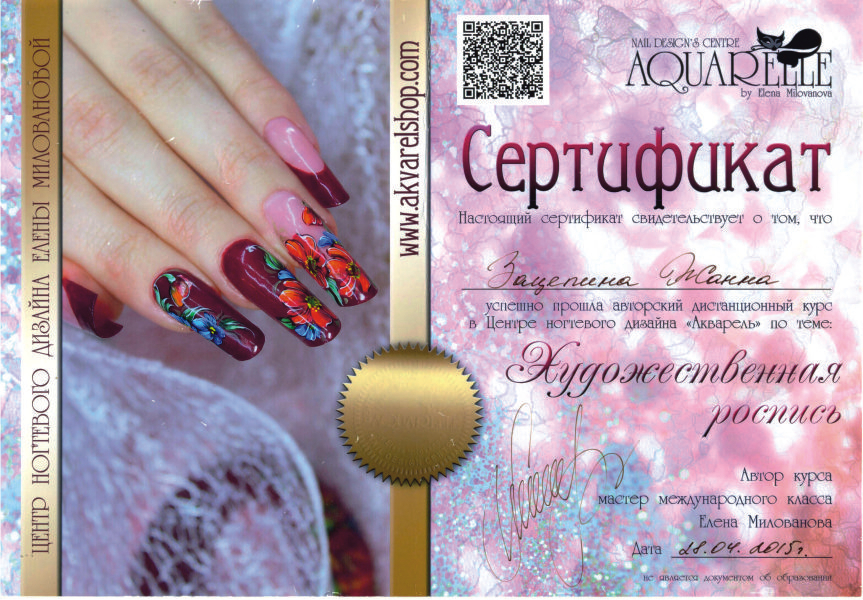 ЦЕНТР НОГТЕВОГО ДИЗАЙНА ЕЛЕНЫ МИЛОВАНОВОЙ
www.akvarelshop.com
NAIL DESIGN'S CENTRE
AQUARELLE
by Elena Milovanova
Сертификат
Настоящий сертификат свидетельствует о том, что
Зацепина Жанна
успешно прошла авторский дистанционный курс
в Центре ногтевого дизайна «Акварель» по теме:
Художественная
роспись
Автор курса
мастер международного класса
Елена Милованова
Дата 28.04.2015г.
не является документом об образовании